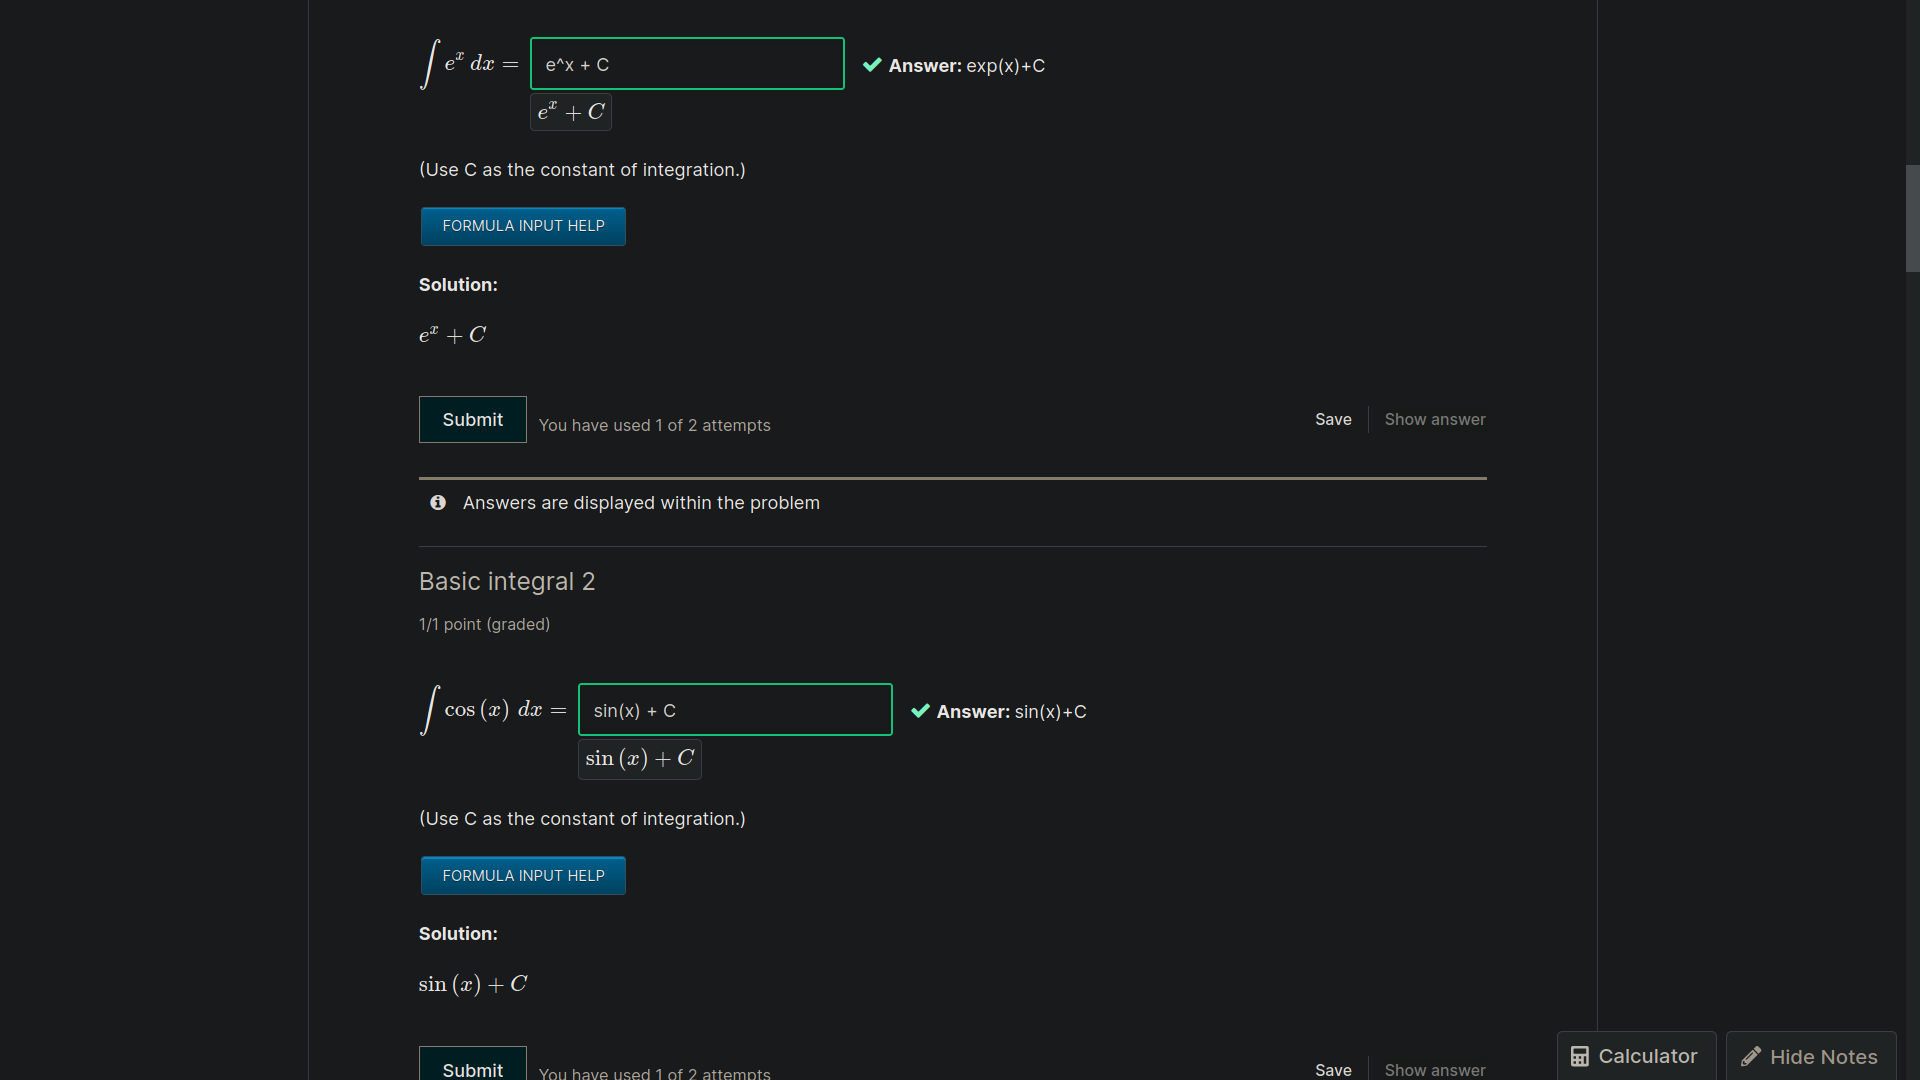 ∫ e^x dx = e^x + C Answer: exp(x)+C
e^x + C
(Use C as the constant of integration.)
FORMULA INPUT HELP
Solution:
e^x + C
Submit You have used 1 of 2 attempts Save Show answer
Answers are displayed within the problem
Basic integral 2
1/1 point (graded)
∫ cos (x) dx = sin(x) + C Answer: sin(x)+C
sin (x) + C
(Use C as the constant of integration.)
FORMULA INPUT HELP
Solution:
sin (x) + C
Submit You have used 1 of 2 attempts Save Show answer
Calculator Hide Notes